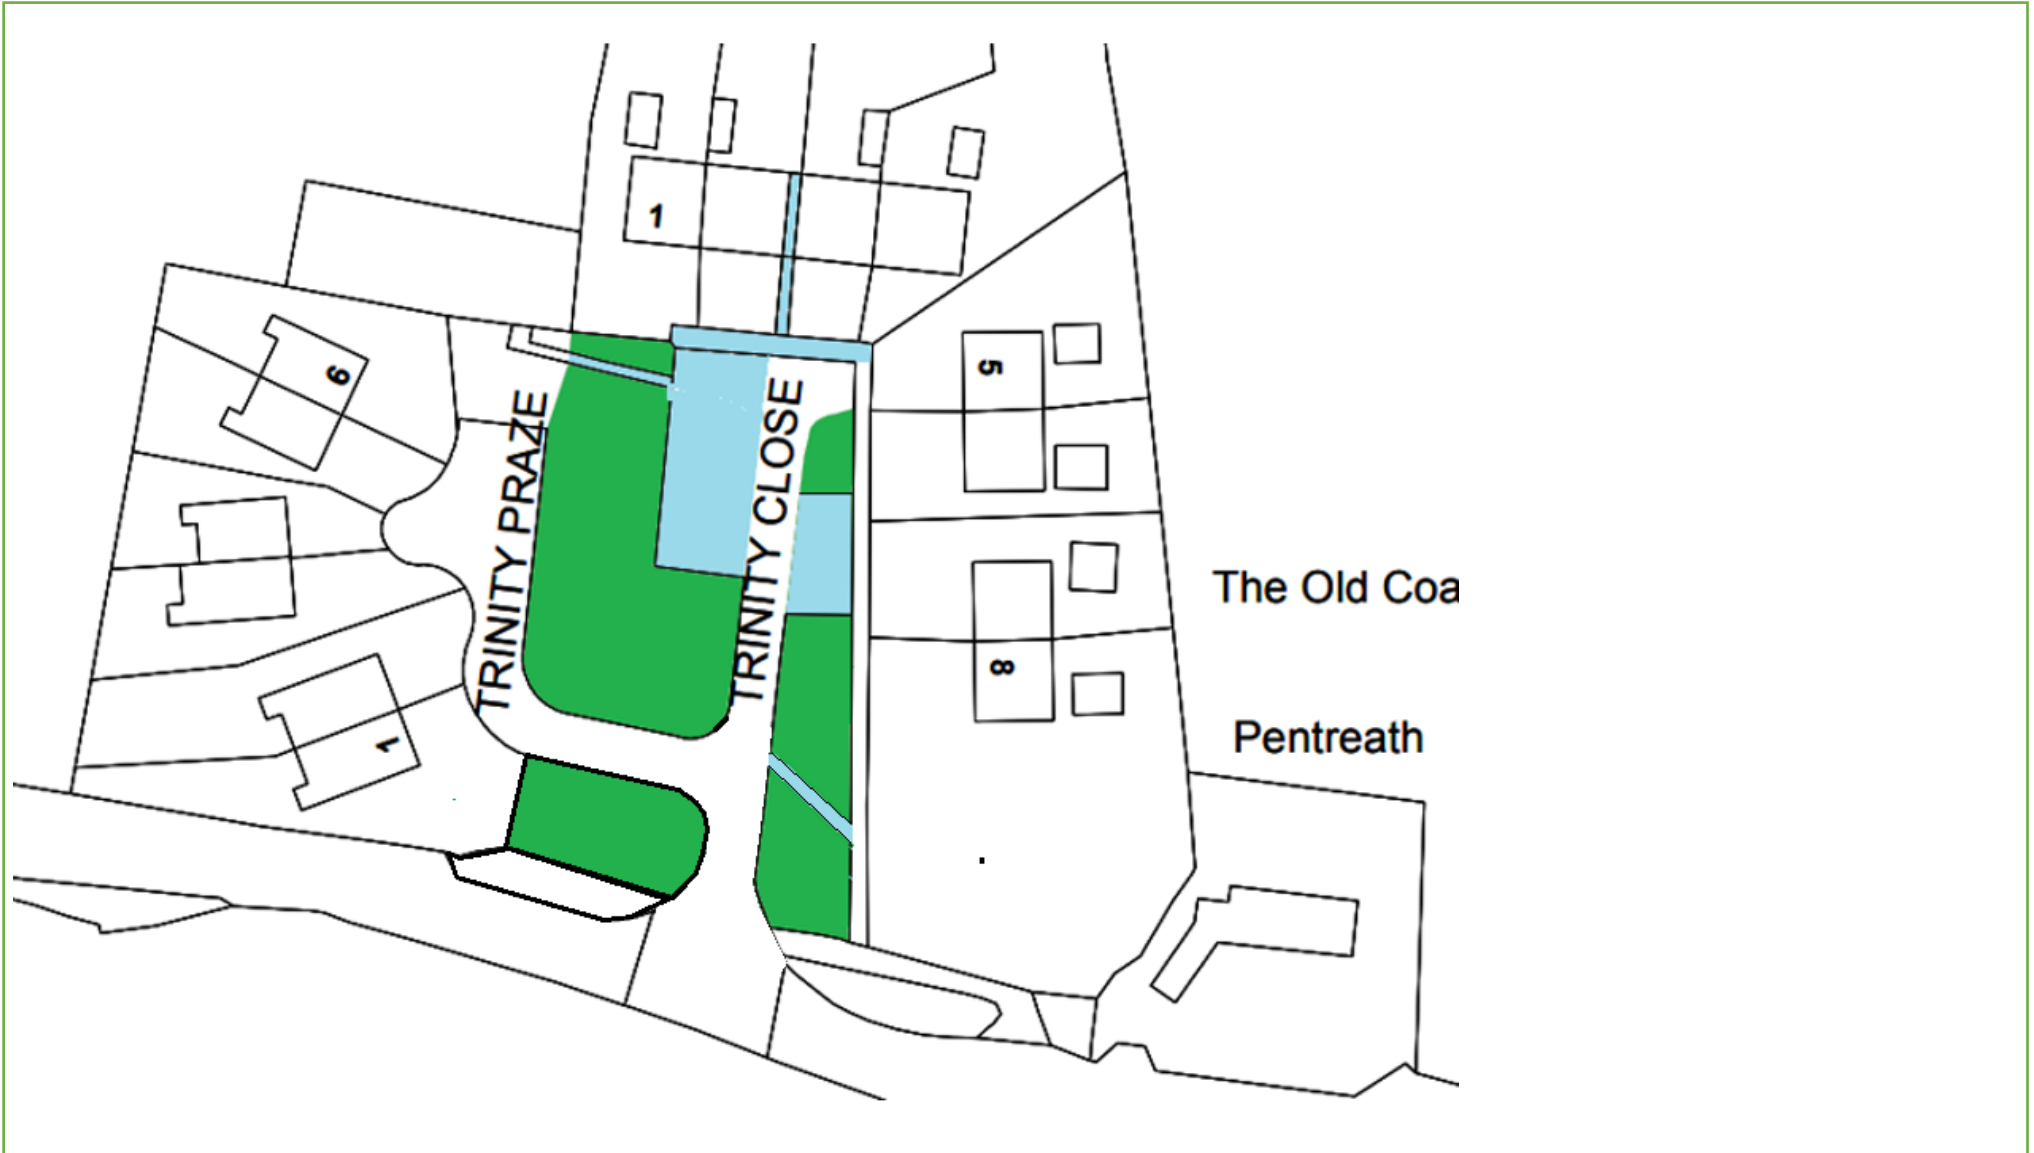 1
6
5
TRINITY PRAZE
TRINITY CLOSE
The Old Coa
8
Pentreath
1